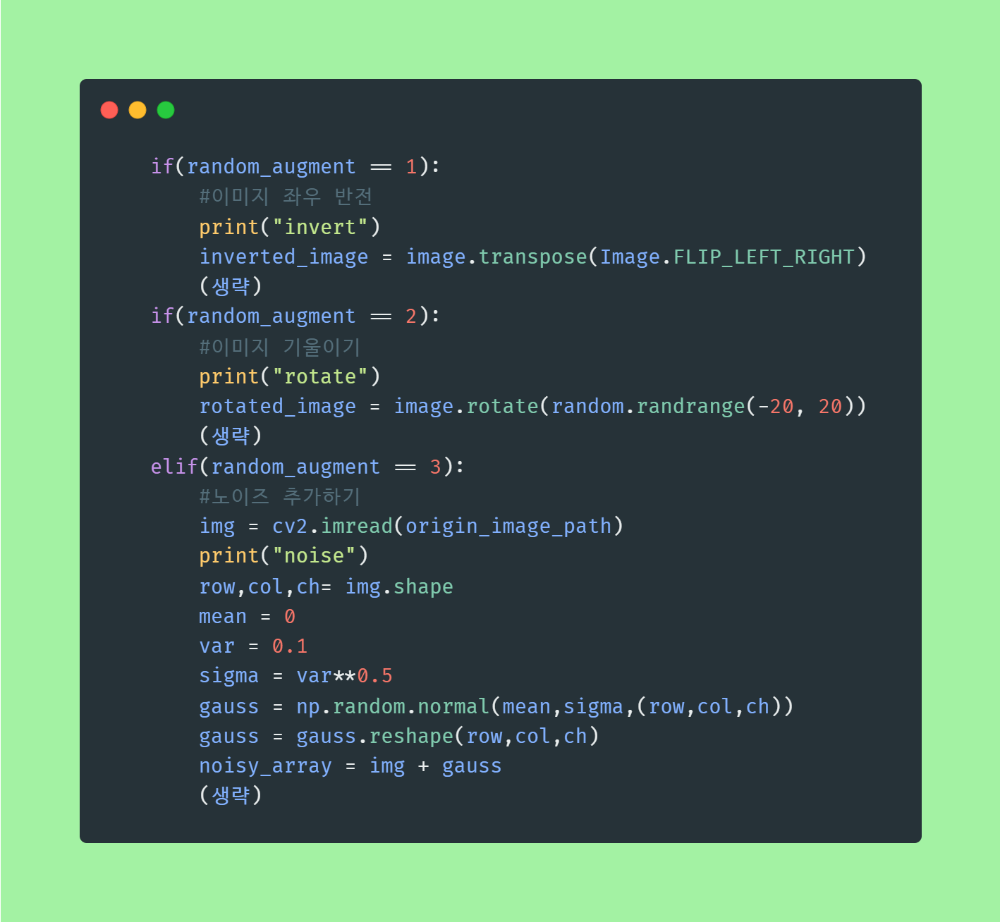 if(random_augment == 1):
    #이미지 좌우 반전
    print("invert")
    inverted_image = image.transpose(Image.FLIP_LEFT_RIGHT)
    (생략)
if(random_augment == 2):
    #이미지 기울이기
    print("rotate")
    rotated_image = image.rotate(random.randrange(-20, 20))
    (생략)
elif(random_augment == 3):
    #노이즈 추가하기
    img = cv2.imread(origin_image_path)
    print("noise")
    row,col,ch= img.shape
    mean = 0
    var = 0.1
    sigma = var**0.5
    gauss = np.random.normal(mean,sigma,(row,col,ch))
    gauss = gauss.reshape(row,col,ch)
    noisy_array = img + gauss
    (생략)